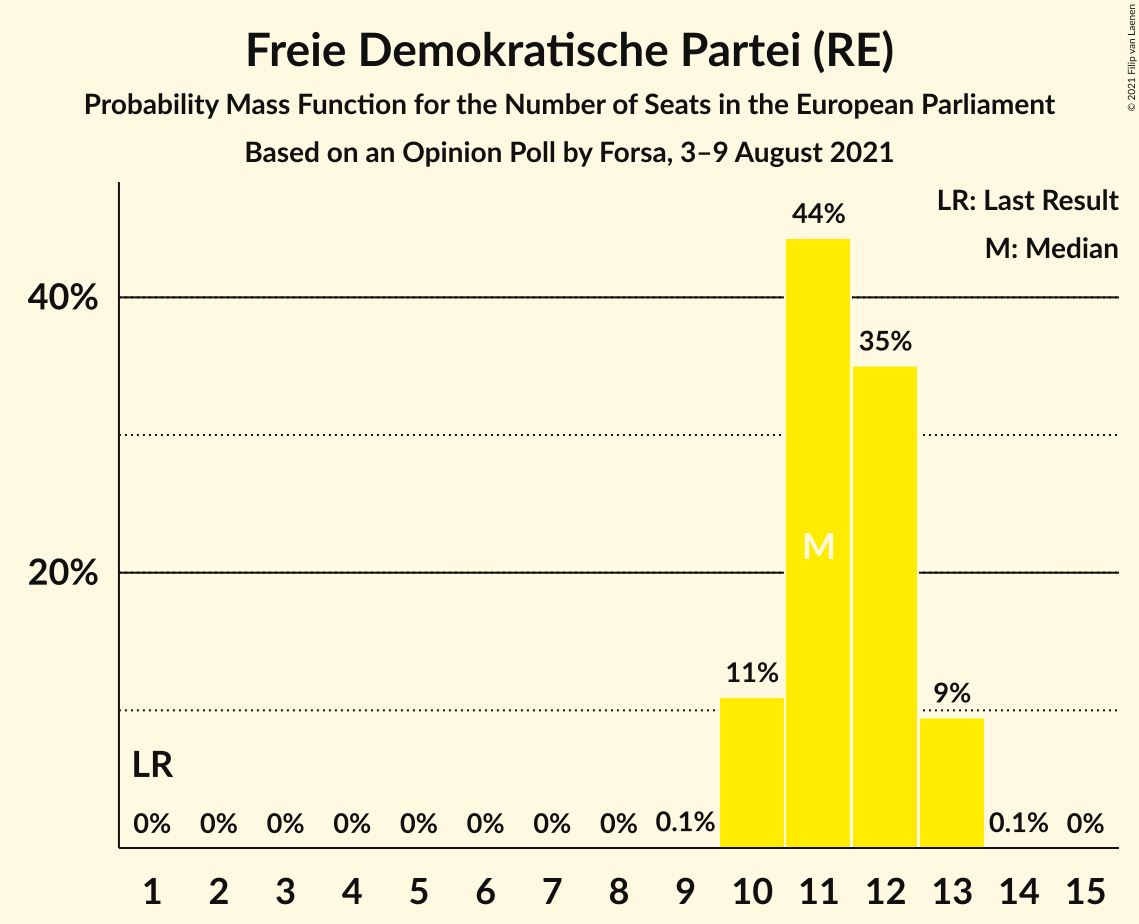 Freie Demokratische Partei (RE)
Probability Mass Function for the Number of Seats in the European Parliament
Based on an Opinion Poll by Forsa, 3–9 August 2021
© 2021 Filip van Laenen
LR: Last Result
M: Median
44%
40%
35%
M
20%
11%
9%
LR
0% 0% 0% 0% 0% 0% 0% 0% 0.1% 0.1% 0%
1 2 3 4 5 6 7 8 9 10 11 12 13 14 15